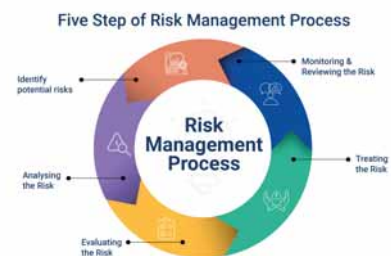 Five Step of Risk Management Process
Identify
potential risks
Monitoring &
Reviewing the Risk
Risk
Management
Process
Analysing
the Risk
Treating
the Risk
Evaluating
the Risk